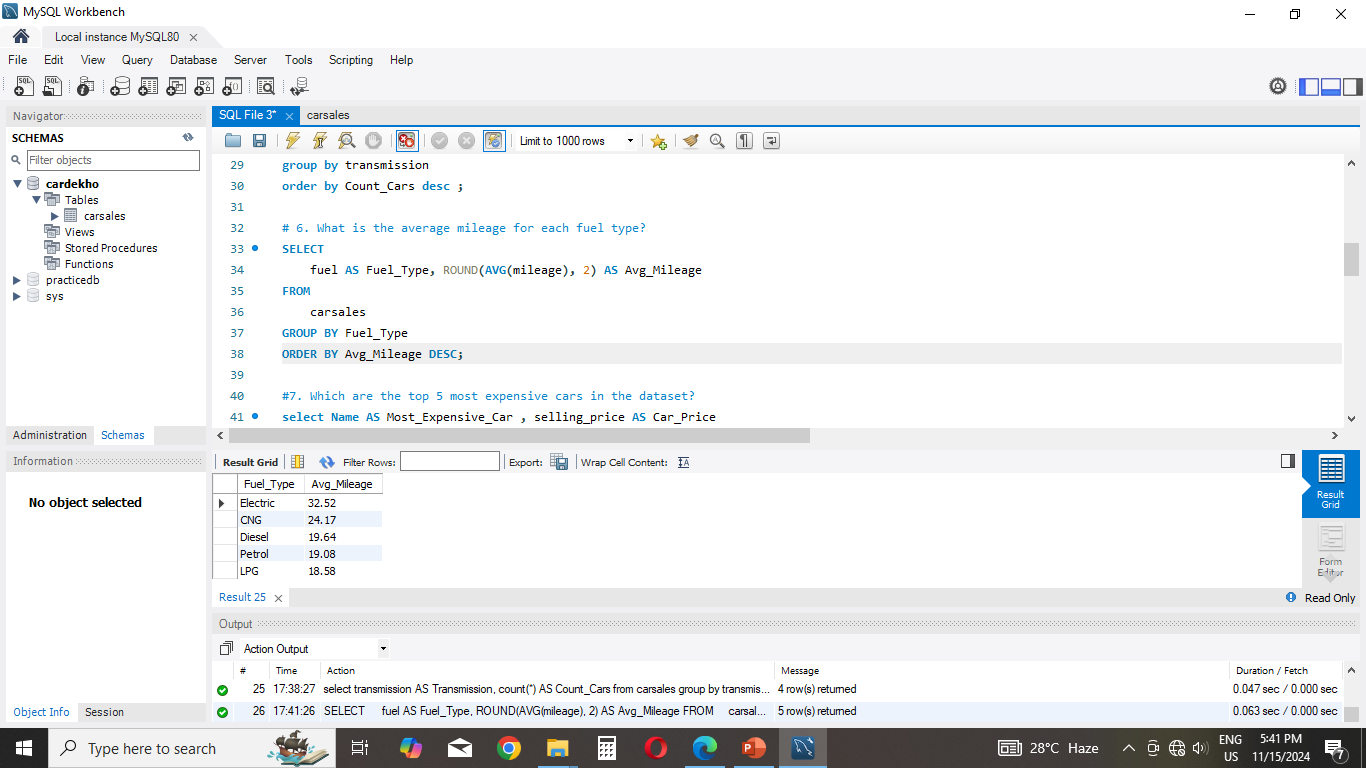 MySQL Workbench
Local instance MySQL80
File Edit View Query Database Server Tools Scripting Help
Navigator
SCHEMAS
Filter objects
cardekho
Tables
carsales
Views
Stored Procedures
Functions
practicedb
sys
Administration Schemas
Information
No object selected
Object Info Session
SQL File 3* carsales
Limit to 1000 rows
29 group by transmission
30 order by Count_Cars desc ;
31
32 # 6. What is the average mileage for each fuel type?
33 SELECT
34 fuel AS Fuel_Type, ROUND(AVG(mileage), 2) AS Avg_Mileage
35 FROM
36 carsales
37 GROUP BY Fuel_Type
38 ORDER BY Avg_Mileage DESC;
39
40 #7. Which are the top 5 most expensive cars in the dataset?
41 select Name AS Most_Expensive_Car , selling_price AS Car_Price
Result Grid Filter Rows: Export: Wrap Cell Content:
Fuel_Type Avg_Mileage
Electric 32.52
CNG 24.17
Diesel 19.64
Petrol 19.08
LPG 18.58
Result Grid
Form Editor
Result 25 Read Only
Output
Action Output
# Time Action Message Duration / Fetch
25 17:38:27 select transmission AS Transmission, count(*) AS Count_Cars from carsales group by transmis... 4 row(s) returned 0.047 sec / 0.000 sec
26 17:41:26 SELECT fuel AS Fuel_Type, ROUND(AVG(mileage), 2) AS Avg_Mileage FROM carsal... 5 row(s) returned 0.063 sec / 0.000 sec
Type here to search
28°C Haze
ENG US
5:41 PM
11/15/2024
7